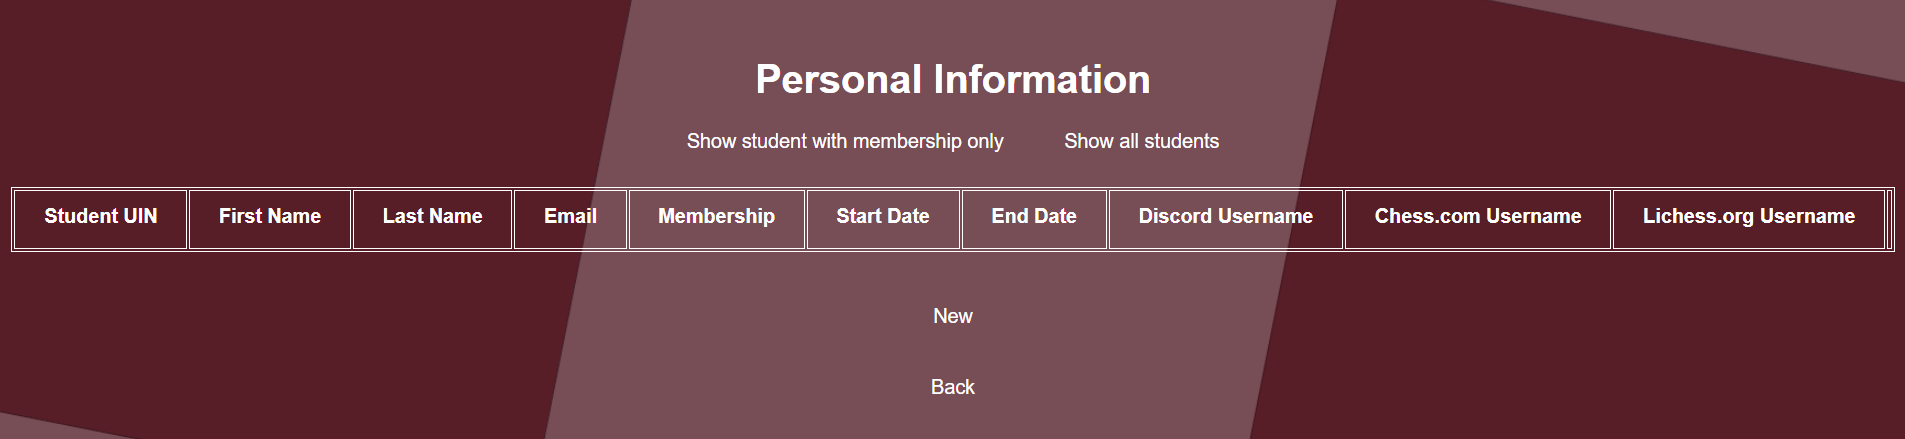 Personal Information
Show student with membership only Show all students
Student UIN First Name Last Name Email Membership Start Date End Date Discord Username Chess.com Username Lichess.org Username
New
Back